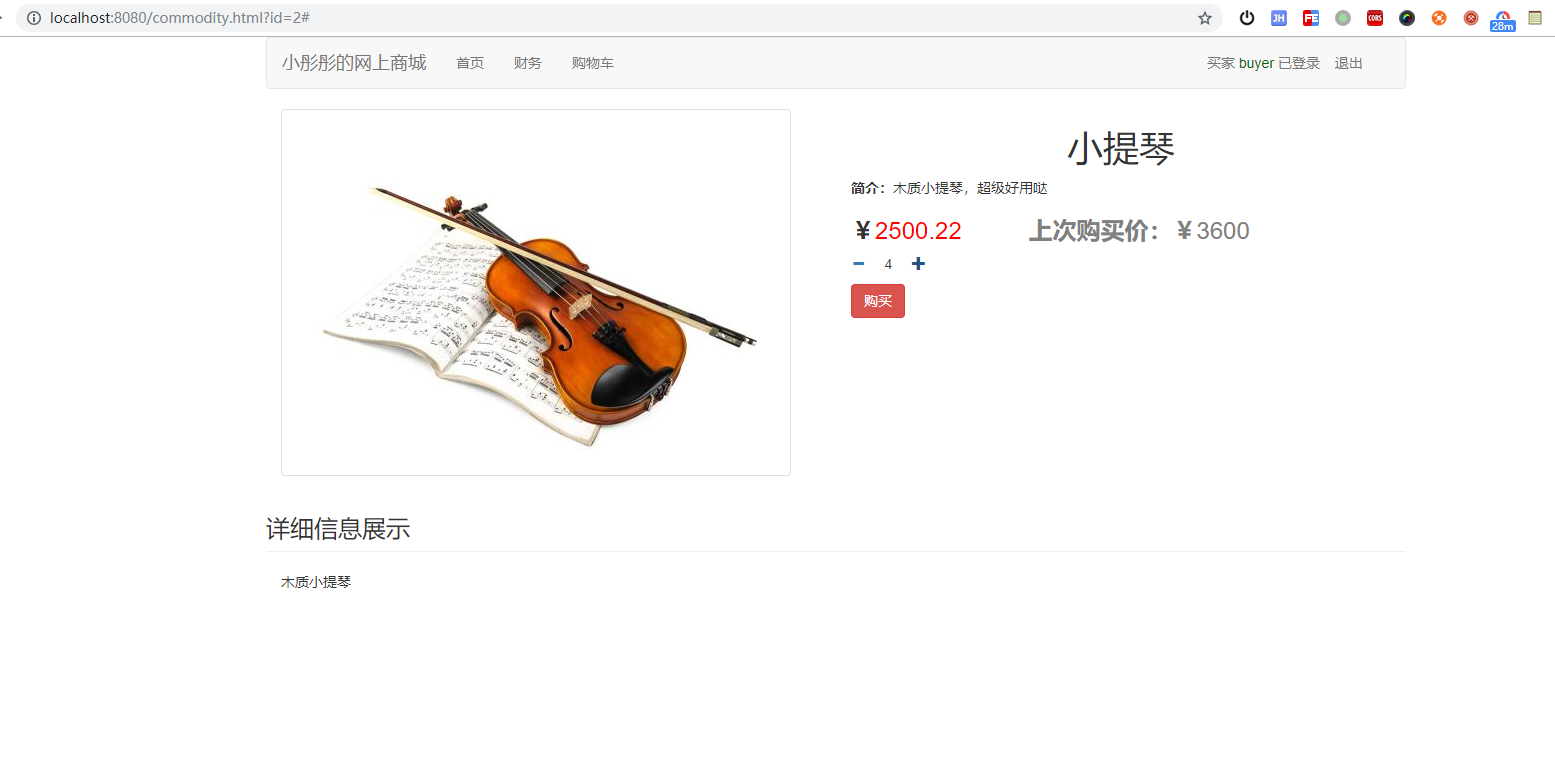 localhost:8080/commodity.html?id=2#
JH
FE
CORS
28m
小彤彤的网上商城 首页 财务 购物车 买家 buyer 已登录 退出
小提琴
简介：木质小提琴，超级好用哒
¥2500.22 上次购买价：¥3600
− 4 +
购买
详细信息展示
木质小提琴